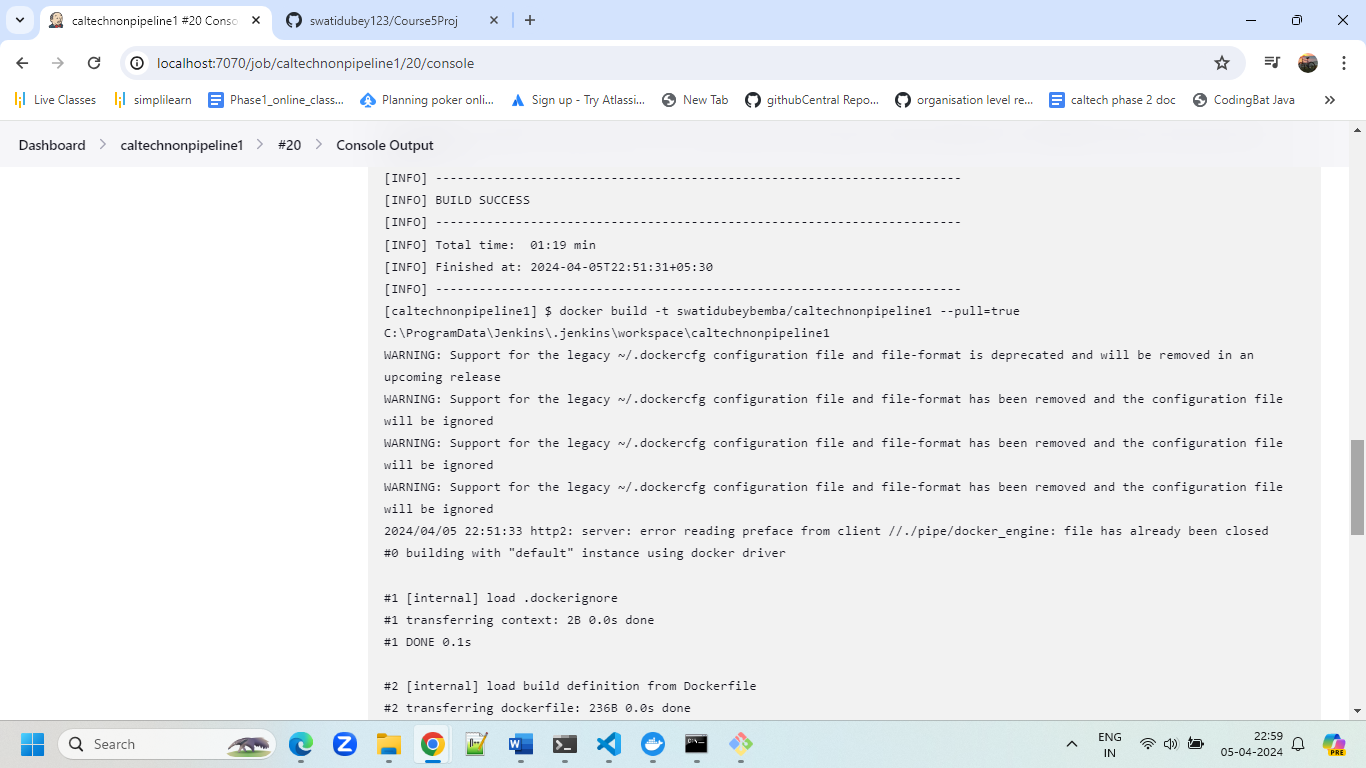 caltechnonpipeline1 #20 Conso
swatidubey123/Course5Proj
localhost:7070/job/caltechnonpipeline1/20/console
Live Classes
simplilearn
Phase1_online_class...
Planning poker onli...
Sign up - Try Atlassi...
New Tab
githubCentral Repo...
organisation level re...
caltech phase 2 doc
CodingBat Java
Dashboard > caltechnonpipeline1 > #20 > Console Output
[INFO] ------------------------------------------------------------------------
[INFO] BUILD SUCCESS
[INFO] ------------------------------------------------------------------------
[INFO] Total time:  01:19 min
[INFO] Finished at: 2024-04-05T22:51:31+05:30
[INFO] ------------------------------------------------------------------------
[caltechnonpipeline1] $ docker build -t swatidubeybemba/caltechnonpipeline1 --pull=true
C:\ProgramData\Jenkins\.jenkins\workspace\caltechnonpipeline1
WARNING: Support for the legacy ~/.dockercfg configuration file and file-format is deprecated and will be removed in an
upcoming release
WARNING: Support for the legacy ~/.dockercfg configuration file and file-format has been removed and the configuration file
will be ignored
WARNING: Support for the legacy ~/.dockercfg configuration file and file-format has been removed and the configuration file
will be ignored
WARNING: Support for the legacy ~/.dockercfg configuration file and file-format has been removed and the configuration file
will be ignored
2024/04/05 22:51:33 http2: server: error reading preface from client //./pipe/docker_engine: file has already been closed
#0 building with "default" instance using docker driver
#1 [internal] load .dockerignore
#1 transferring context: 2B 0.0s done
#1 DONE 0.1s
#2 [internal] load build definition from Dockerfile
#2 transferring dockerfile: 236B 0.0s done
Search
ENG
IN
22:59
05-04-2024
PRE